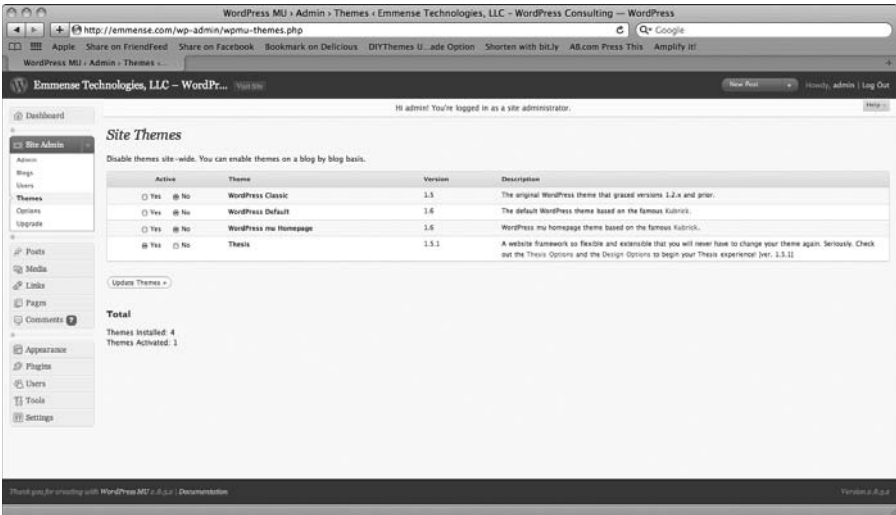 WordPress MU › Admin › Themes ‹ Emmense Technologies, LLC – WordPress Consulting — WordPress
http://emmense.com/wp-admin/wpmu-themes.php
Google
Apple Share on FriendFeed Share on Facebook Bookmark on Delicious DIYThemes U...ade Option Shorten with bit.ly AB.com Press This Amplify It!
WordPress MU › Admin › Themes ‹...
Emmense Technologies, LLC – WordPr... Visit Site New Post Howdy, admin | Log Out
Hi admin! You're logged in as a site administrator. Help
Dashboard
Site Admin
Admin
Blogs
Users
Themes
Options
Upgrade
Posts
Media
Links
Pages
Comments 7
Appearance
Plugins
Users
Tools
Settings
Site Themes
Disable themes site-wide. You can enable themes on a blog by blog basis.
Active Theme Version Description
Yes No WordPress Classic 1.5 The original WordPress theme that graced versions 1.2.x and prior.
Yes No WordPress Default 1.6 The default WordPress theme based on the famous Kubrick.
Yes No WordPress mu Homepage 1.6 WordPress mu homepage theme based on the famous Kubrick.
Yes No Thesis 1.5.1 A website framework so flexible and extensible that you will never have to change your theme again. Seriously. Check
out the Thesis Options and the Design Options to begin your Thesis experience! [ver. 1.5.1]
Update Themes »
Total
Themes Installed: 4
Themes Activated: 1
Thank you for creating with WordPress MU | Documentation
Version